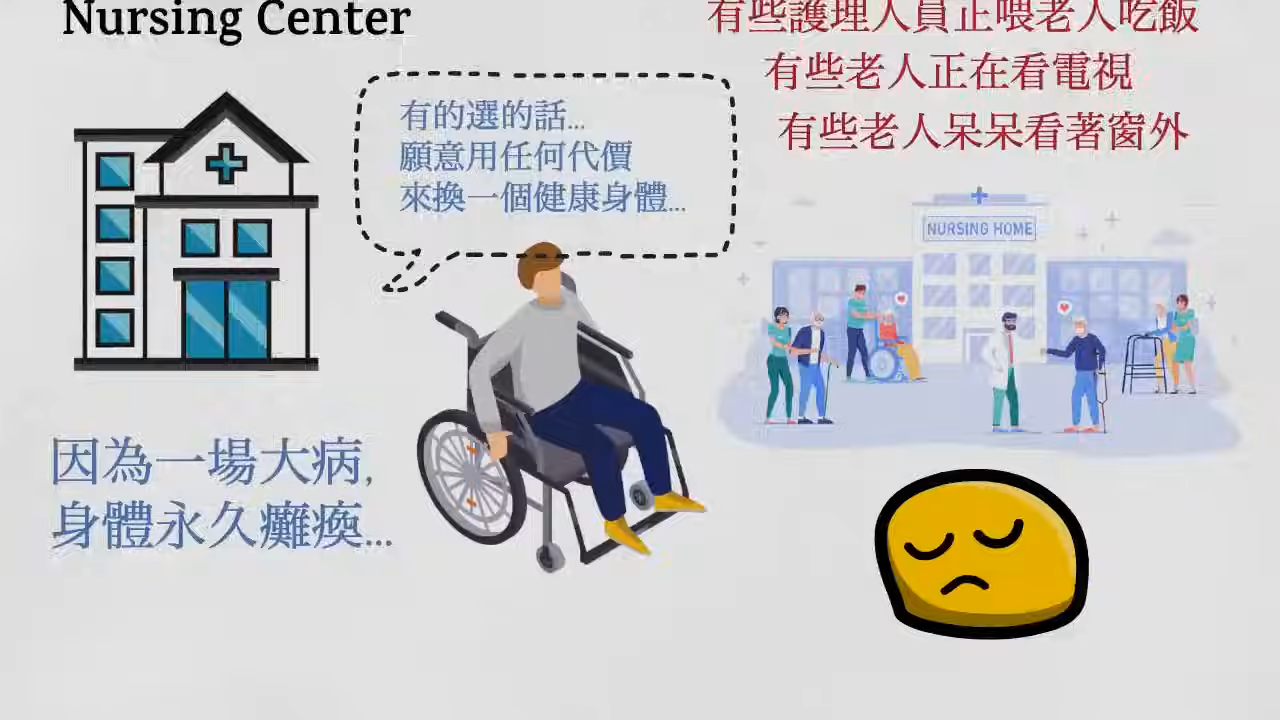 Nursing Center
有些護理人員正喂老人吃飯
有些老人正在看電視
有些老人呆呆看著窗外
有的選的話...
願意用任何代價
來換一個健康身體...
NURSING HOME
因為一場大病,
身體永久癱瘓...